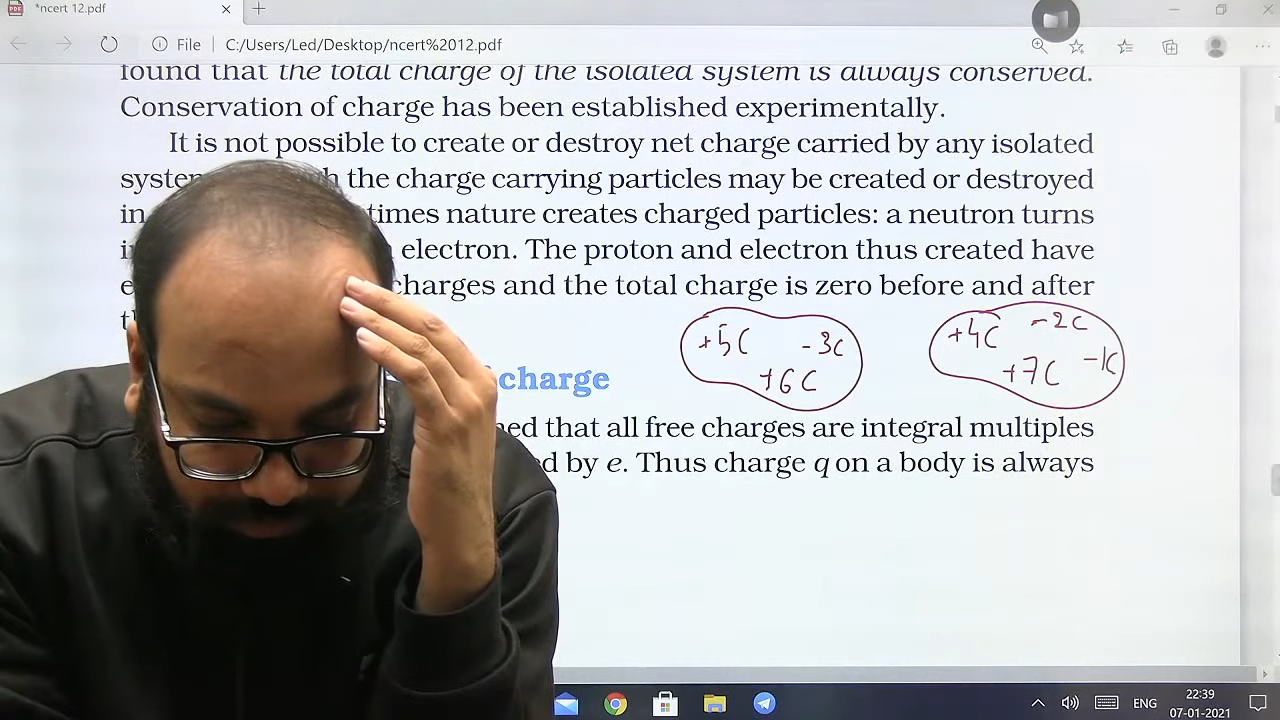 *ncert 12.pdf
File C:/Users/Led/Desktop/ncert%2012.pdf
found that the total charge of the isolated system is always conserved.
Conservation of charge has been established experimentally.
It is not possible to create or destroy net charge carried by any isolated
the charge carrying particles may be created or destroyed
in times nature creates charged particles: a neutron turns
electron. The proton and electron thus created have
charges and the total charge is zero before and after
+5C -3C +6C
+4C -2C +7C -1C
charge
that all free charges are integral multiples
by e. Thus charge q on a body is always
ENG
22:39
07-01-2021